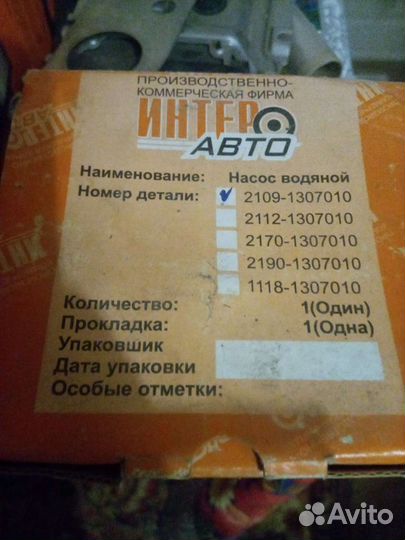 ПРОИЗВОДСТВЕННО-
КОММЕРЧЕСКАЯ ФИРМА
ИНТЕР
АВТО
Наименование: Насос водяной
Номер детали: 2109-1307010
2112-1307010
2170-1307010
2190-1307010
1118-1307010
Количество: 1(Один)
Прокладка: 1(Одна)
Упаковшик
Дата упаковки
Особые отметки:
Avito